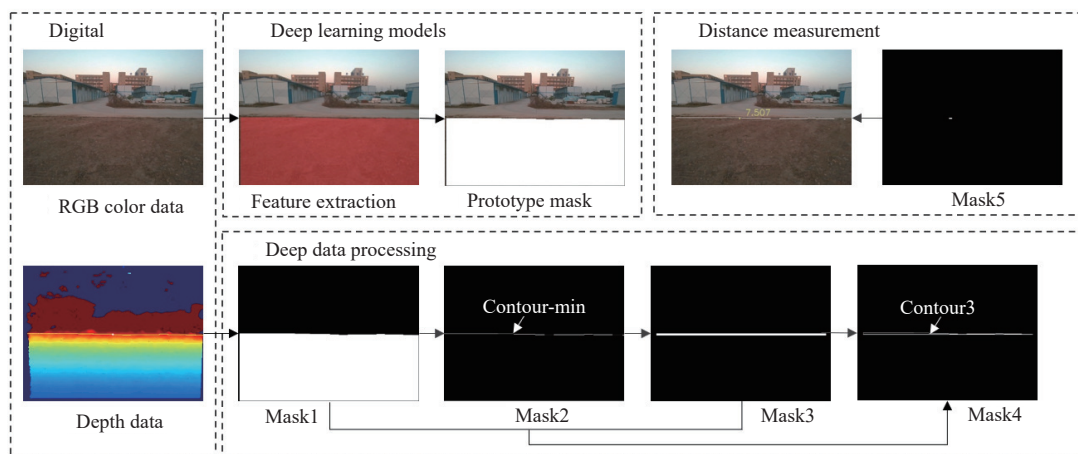 Digital
Deep learning models
Distance measurement
7.507
RGB color data
Feature extraction
Prototype mask
Mask5
Deep data processing
Contour-min
Contour3
Depth data
Mask1
Mask2
Mask3
Mask4